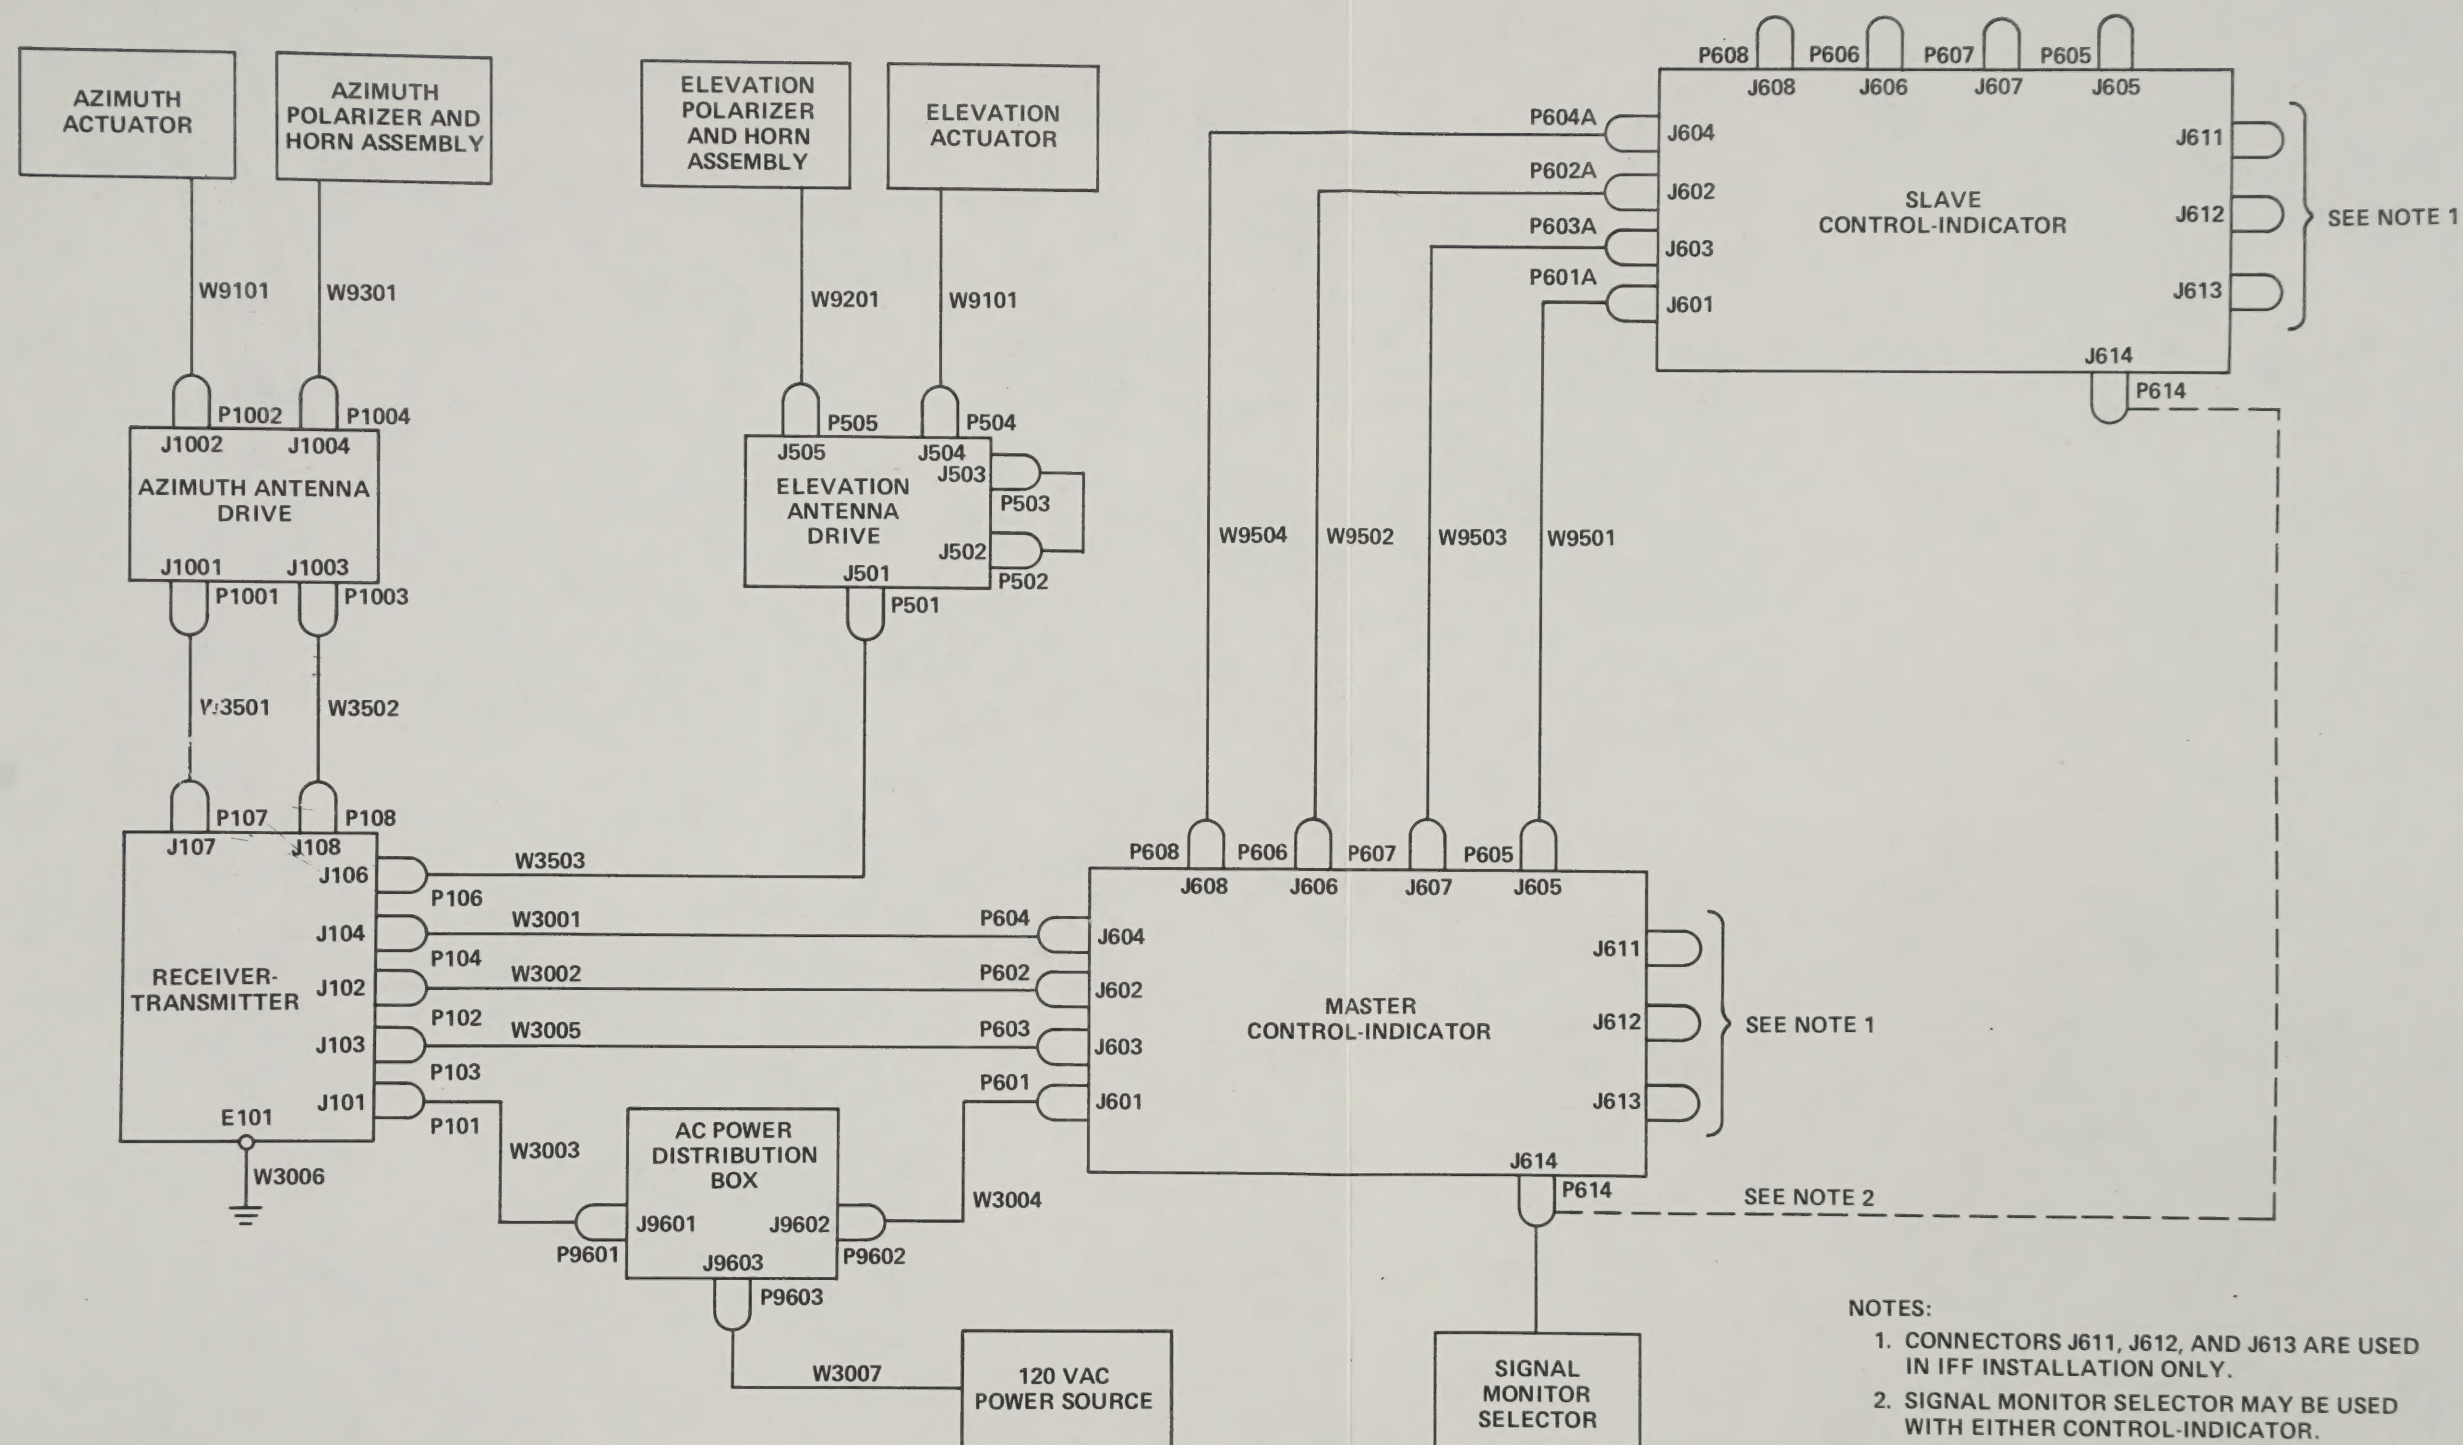 AZIMUTH
ACTUATOR
AZIMUTH
POLARIZER AND
HORN ASSEMBLY
ELEVATION
POLARIZER
AND HORN
ASSEMBLY
ELEVATION
ACTUATOR
P608
P606
P607
P605
J608
J606
J607
J605
P604A
J604
P602A
J602
P603A
J603
P601A
J601
SLAVE
CONTROL-INDICATOR
J611
J612
J613
SEE NOTE 1
J614
P614
W9101
W9301
W9201
W9101
P1002
P1004
J1002
J1004
AZIMUTH ANTENNA
DRIVE
J1001
J1003
P1001
P1003
P505
P504
J505
J504
J503
P503
ELEVATION
ANTENNA
DRIVE
J502
P502
J501
P501
W9504
W9502
W9503
W9501
W3501
W3502
P107
P108
J107
J108
J106
P106
W3503
J104
P104
W3001
P604
J604
RECEIVER-
TRANSMITTER
J102
P102
W3002
P602
J602
J103
P103
W3005
P603
J603
J101
P101
P601
J601
E101
W3006
W3003
W3004
P608
P606
P607
P605
J608
J606
J607
J605
MASTER
CONTROL-INDICATOR
J611
J612
J613
SEE NOTE 1
J614
P614
SEE NOTE 2
AC POWER
DISTRIBUTION
BOX
J9601
J9602
P9601
P9602
J9603
P9603
W3007
120 VAC
POWER SOURCE
SIGNAL
MONITOR
SELECTOR
NOTES:
1. CONNECTORS J611, J612, AND J613 ARE USED
IN IFF INSTALLATION ONLY.
2. SIGNAL MONITOR SELECTOR MAY BE USED
WITH EITHER CONTROL-INDICATOR.